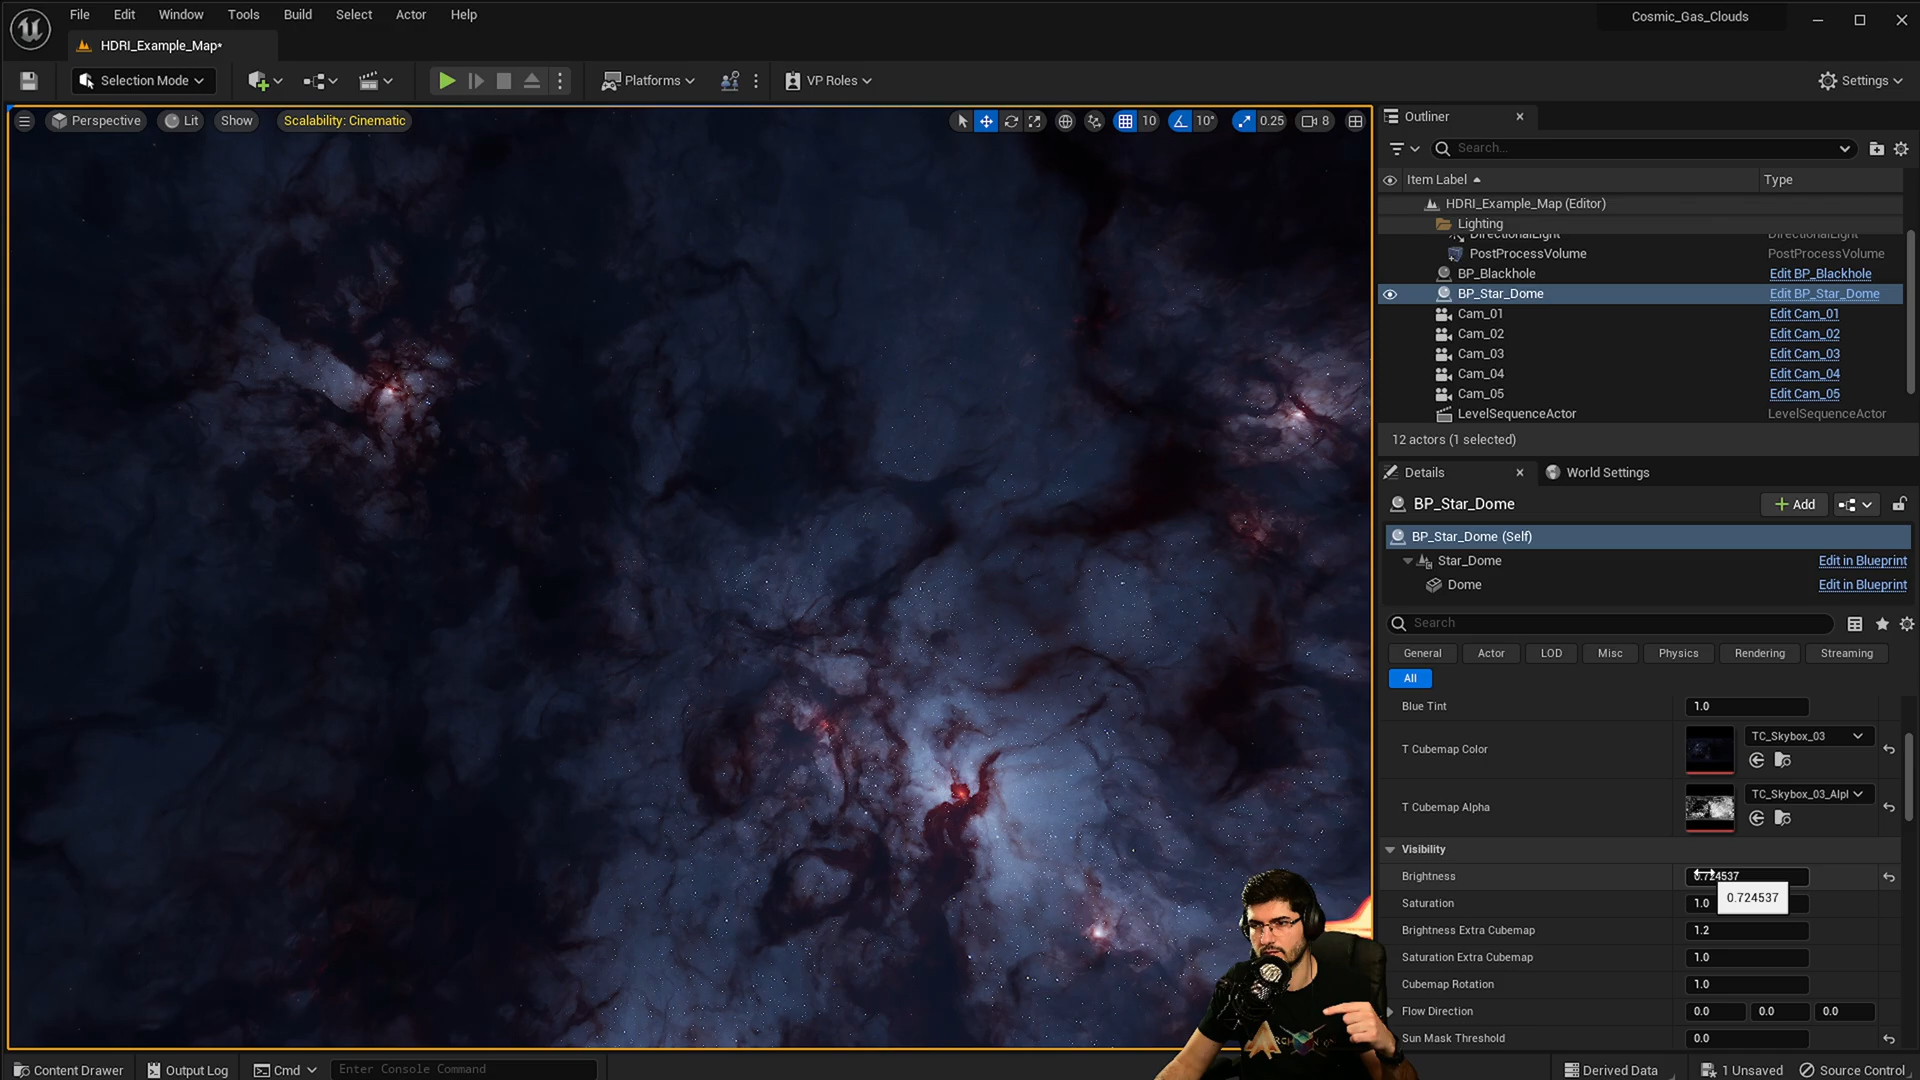 File Edit Window Tools Build Select Actor Help
Cosmic_Gas_Clouds
HDRI_Example_Map*
Selection Mode
Platforms
VP Roles
Settings
Perspective
Lit
Show
Scalability: Cinematic
10
10°
0.25
8
Outliner
Search...
Item Label
Type
HDRI_Example_Map (Editor)
Lighting
DirectionalLight DirectionalLight
PostProcessVolume PostProcessVolume
BP_Blackhole Edit BP_Blackhole
BP_Star_Dome Edit BP_Star_Dome
Cam_01 Edit Cam_01
Cam_02 Edit Cam_02
Cam_03 Edit Cam_03
Cam_04 Edit Cam_04
Cam_05 Edit Cam_05
LevelSequenceActor LevelSequenceActor
12 actors (1 selected)
Details
World Settings
BP_Star_Dome
Add
BP_Star_Dome (Self)
Star_Dome Edit in Blueprint
Dome Edit in Blueprint
Search
General Actor LOD Misc Physics Rendering Streaming
All
Blue Tint 1.0
T Cubemap Color TC_Skybox_03
T Cubemap Alpha TC_Skybox_03_Alpl
Visibility
Brightness 0.724537
0.724537
Saturation 1.0
Brightness Extra Cubemap 1.2
Saturation Extra Cubemap 1.0
Cubemap Rotation 1.0
Flow Direction 0.0 0.0 0.0
Sun Mask Threshold 0.0
Content Drawer
Output Log
Cmd
Enter Console Command
Derived Data
1 Unsaved
Source Control